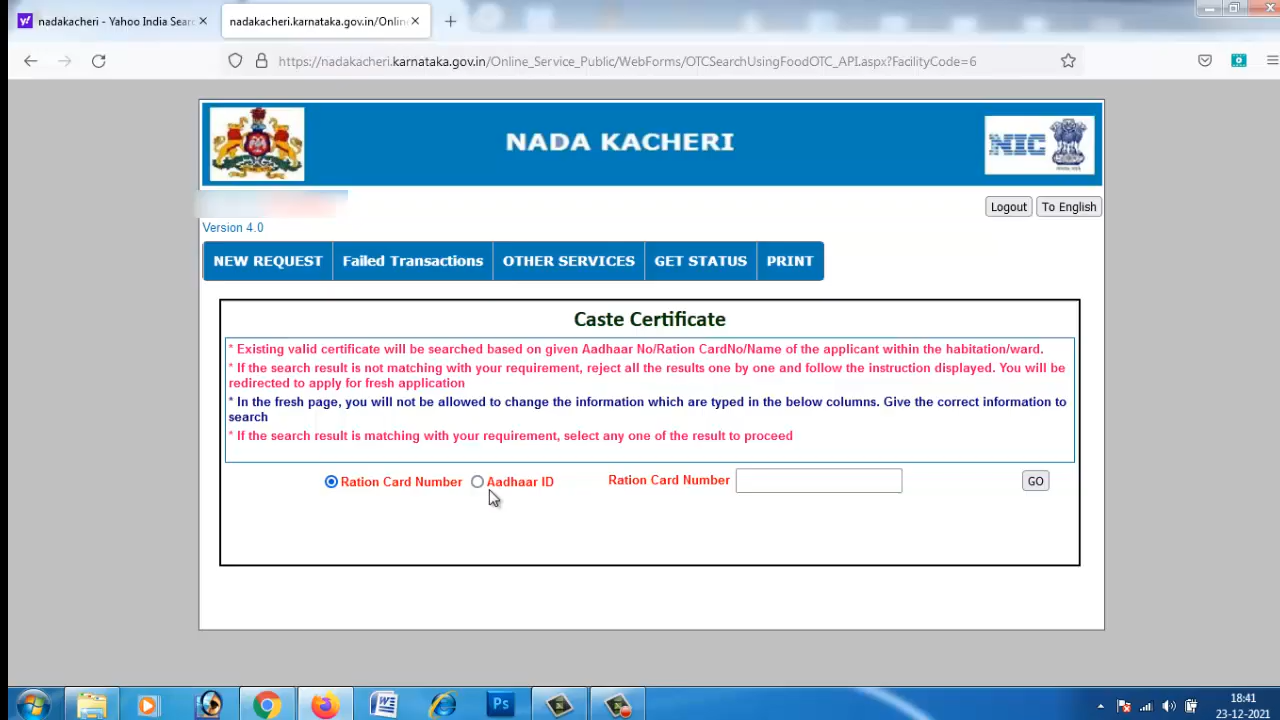 nadakacheri - Yahoo India Sear
nadakacheri.karnataka.gov.in/Onlin
https://nadakacheri.karnataka.gov.in/Online_Service_Public/WebForms/OTCSearchUsingFood/OTC_API.aspx?FacilityCode=6
NADA KACHERI
NIC
Logout
To English
Version 4.0
NEW REQUEST
Failed Transactions
OTHER SERVICES
GET STATUS
PRINT
Caste Certificate
* Existing valid certificate will be searched based on given Aadhaar No/Ration CardNo/Name of the applicant within the habitation/ward.
* If the search result is not matching with your requirement, reject all the results one by one and follow the instruction displayed. You will be
redirected to apply for fresh application
* In the fresh page, you will not be allowed to change the information which are typed in the below columns. Give the correct information to
search
* If the search result is matching with your requirement, select any one of the result to proceed
Ration Card Number
Aadhaar ID
Ration Card Number
GO
Ps
18:41
23-12-2021